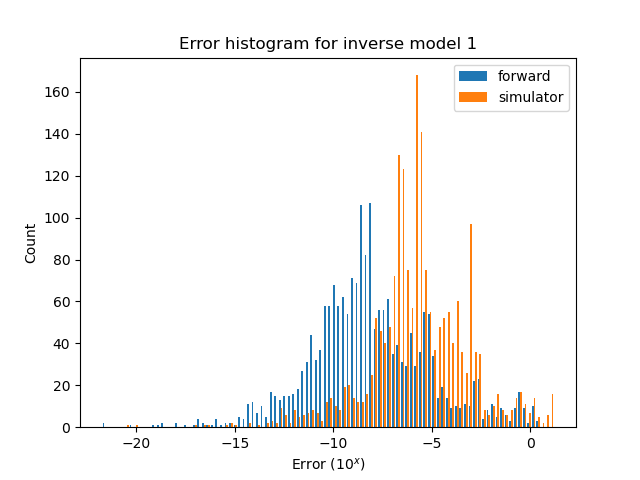 Error histogram for inverse model 1
forward
simulator
160
140
120
100
80
60
40
20
0
Count
−20
−15
−10
−5
0
Error (10^x)